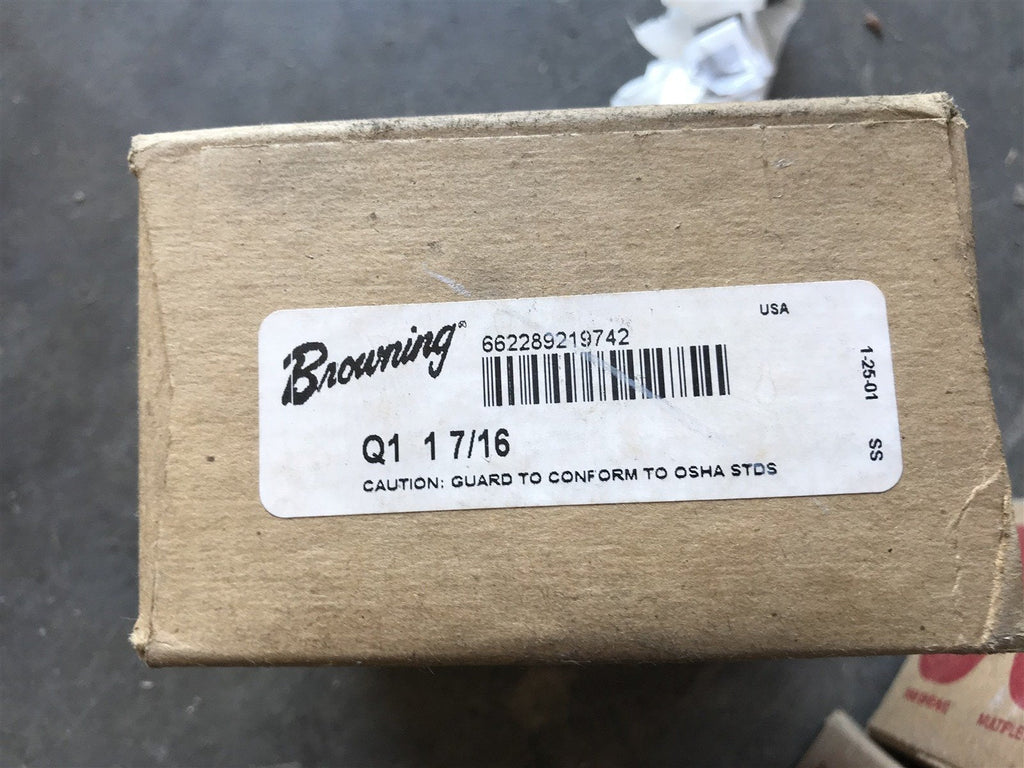 Browning®
662289219742
USA
Q1 1 7/16
CAUTION: GUARD TO CONFORM TO OSHA STDS
1-25-01
SS